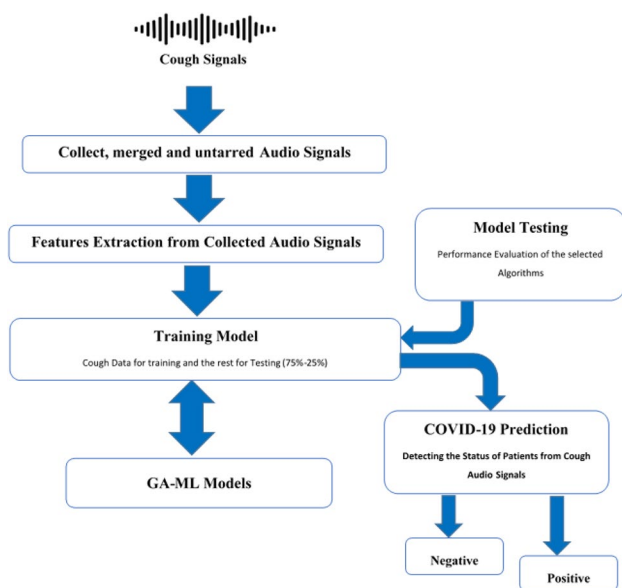 Cough Signals
Collect, merged and untarred Audio Signals
Features Extraction from Collected Audio Signals
Model Testing
Performance Evaluation of the selected
Algorithms
Training Model
Cough Data for training and the rest for Testing (75%-25%)
COVID-19 Prediction
Detecting the Status of Patients from Cough
Audio Signals
GA-ML Models
Negative
Positive